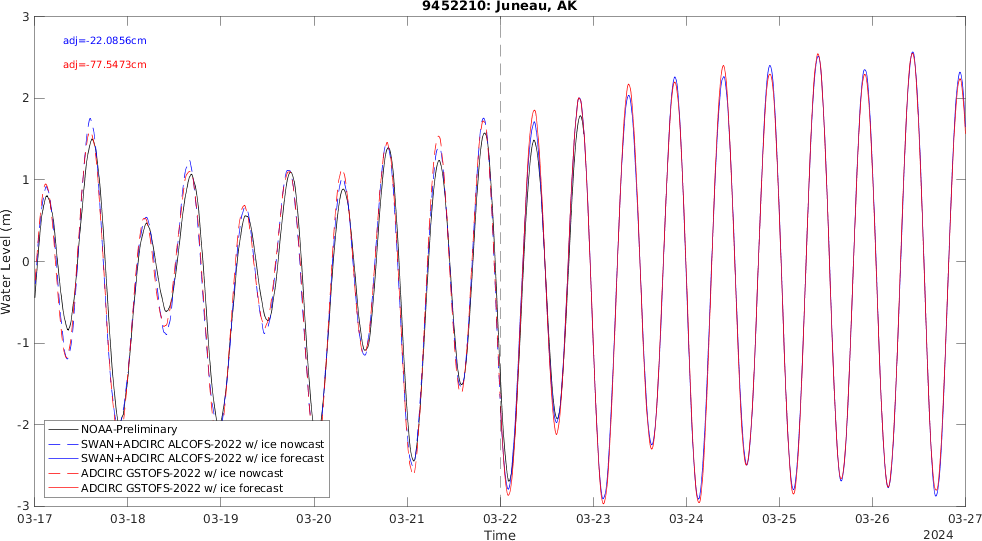 9452210: Juneau, AK
adj=-22.0856cm
adj=-77.5473cm
3
2
1
0
-1
-2
-3
Water Level (m)
NOAA-Preliminary
SWAN+ADCIRC ALCOFS-2022 w/ ice nowcast
SWAN+ADCIRC ALCOFS-2022 w/ ice forecast
ADCIRC GSTOFS-2022 w/ ice nowcast
ADCIRC GSTOFS-2022 w/ ice forecast
03-17 03-18 03-19 03-20 03-21 03-22 03-23 03-24 03-25 03-26 03-27
Time
2024